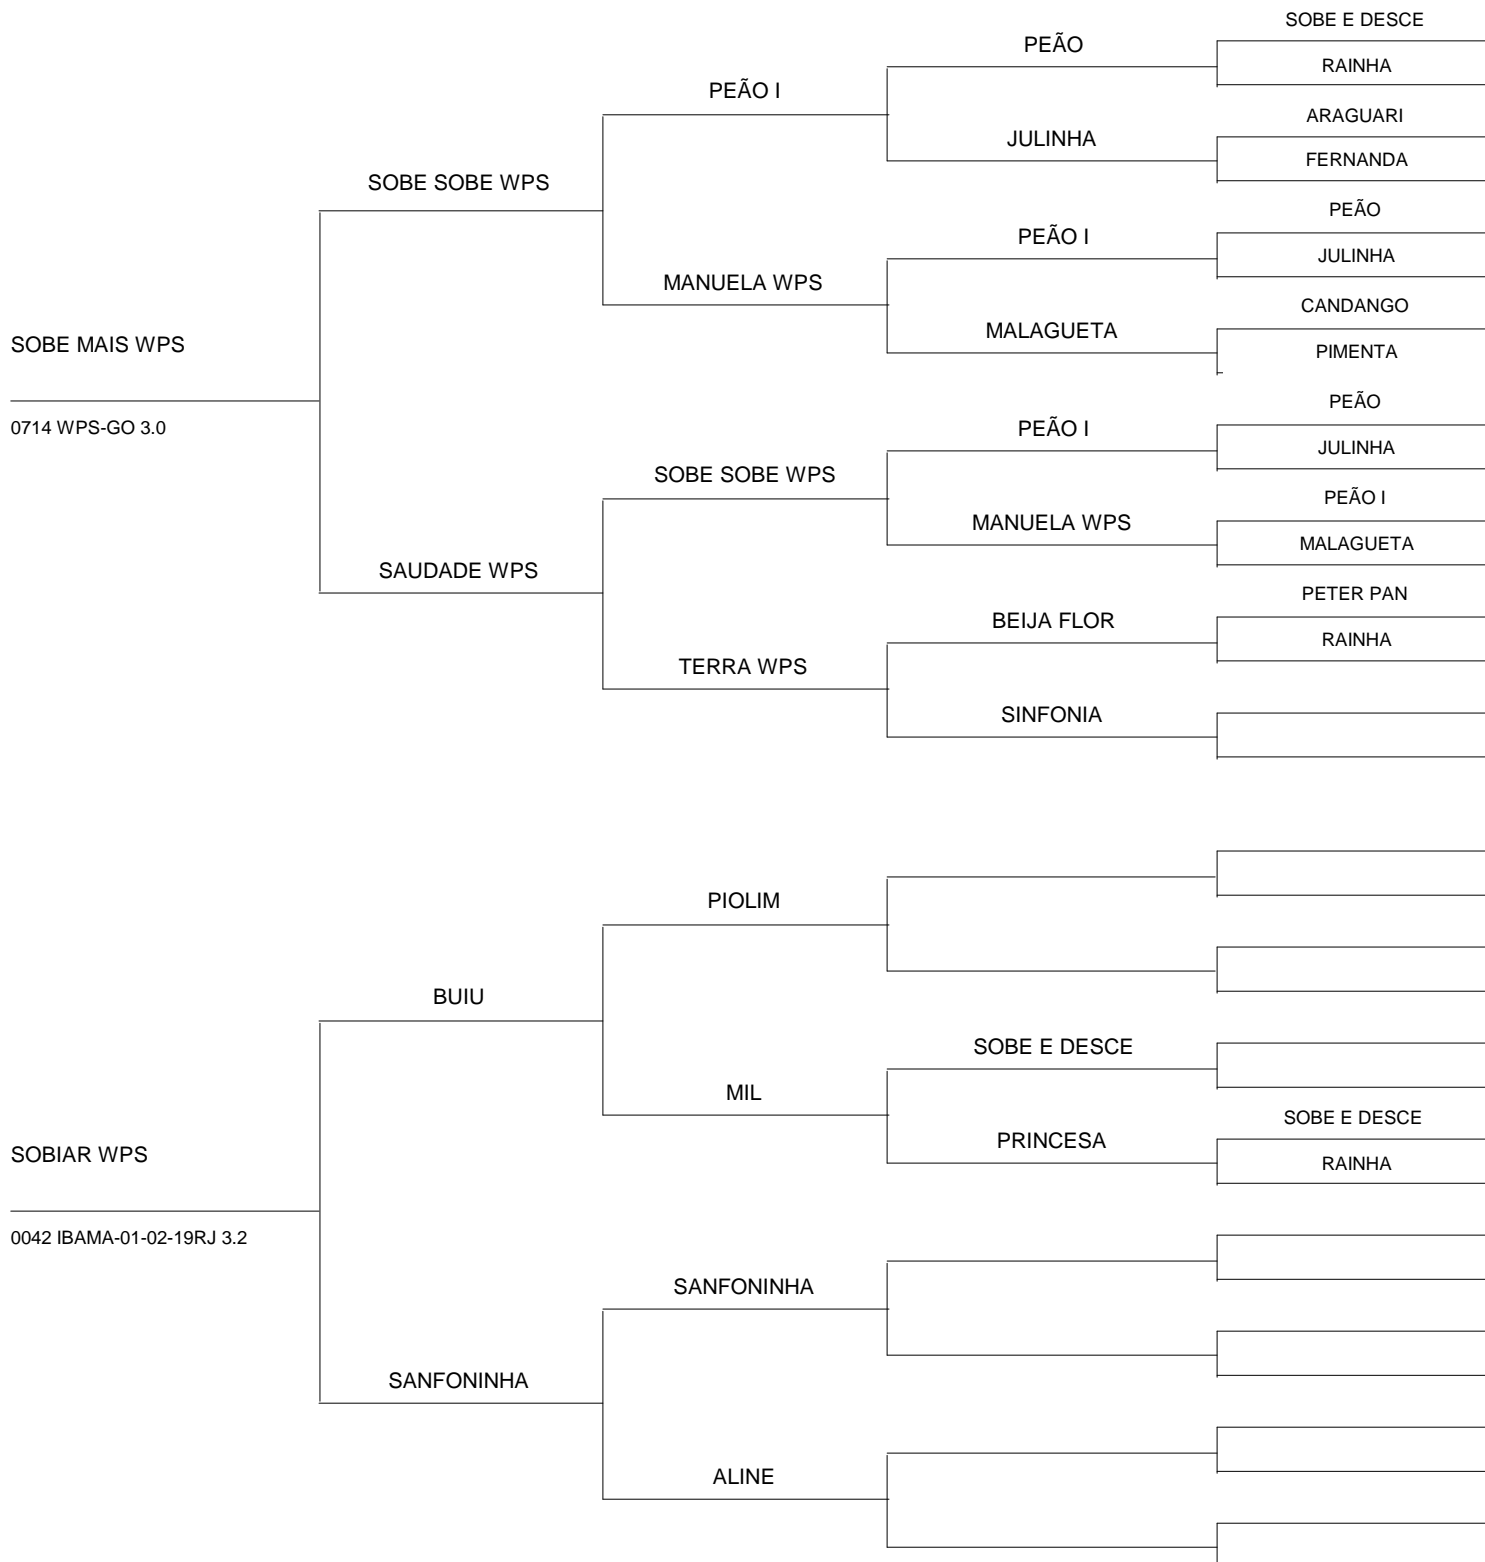 SOBE E DESCE
PEÃO
RAINHA
PEÃO I
ARAGUARI
JULINHA
FERNANDA
SOBE SOBE WPS
PEÃO
PEÃO I
JULINHA
MANUELA WPS
CANDANGO
MALAGUETA
SOBE MAIS WPS
PIMENTA
PEÃO
0714 WPS-GO 3.0
PEÃO I
JULINHA
SOBE SOBE WPS
PEÃO I
MANUELA WPS
MALAGUETA
SAUDADE WPS
PETER PAN
BEIJA FLOR
RAINHA
TERRA WPS
SINFONIA
PIOLIM
BUIU
SOBE E DESCE
MIL
SOBE E DESCE
PRINCESA
SOBIAR WPS
RAINHA
0042 IBAMA-01-02-19RJ 3.2
SANFONINHA
SANFONINHA
ALINE